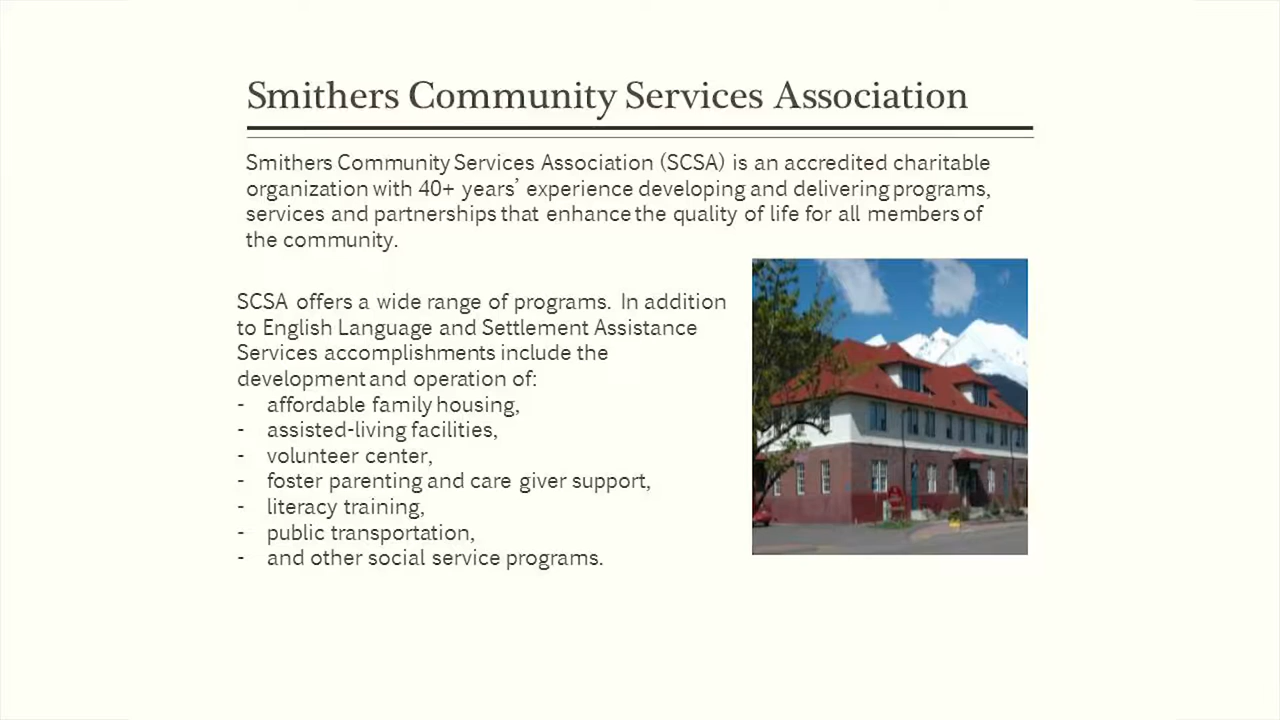 Smithers Community Services Association
Smithers Community Services Association (SCSA) is an accredited charitable
organization with 40+ years’ experience developing and delivering programs,
services and partnerships that enhance the quality of life for all members of
the community.
SCSA offers a wide range of programs. In addition
to English Language and Settlement Assistance
Services accomplishments include the
development and operation of:
- affordable family housing,
- assisted-living facilities,
- volunteer center,
- foster parenting and care giver support,
- literacy training,
- public transportation,
- and other social service programs.